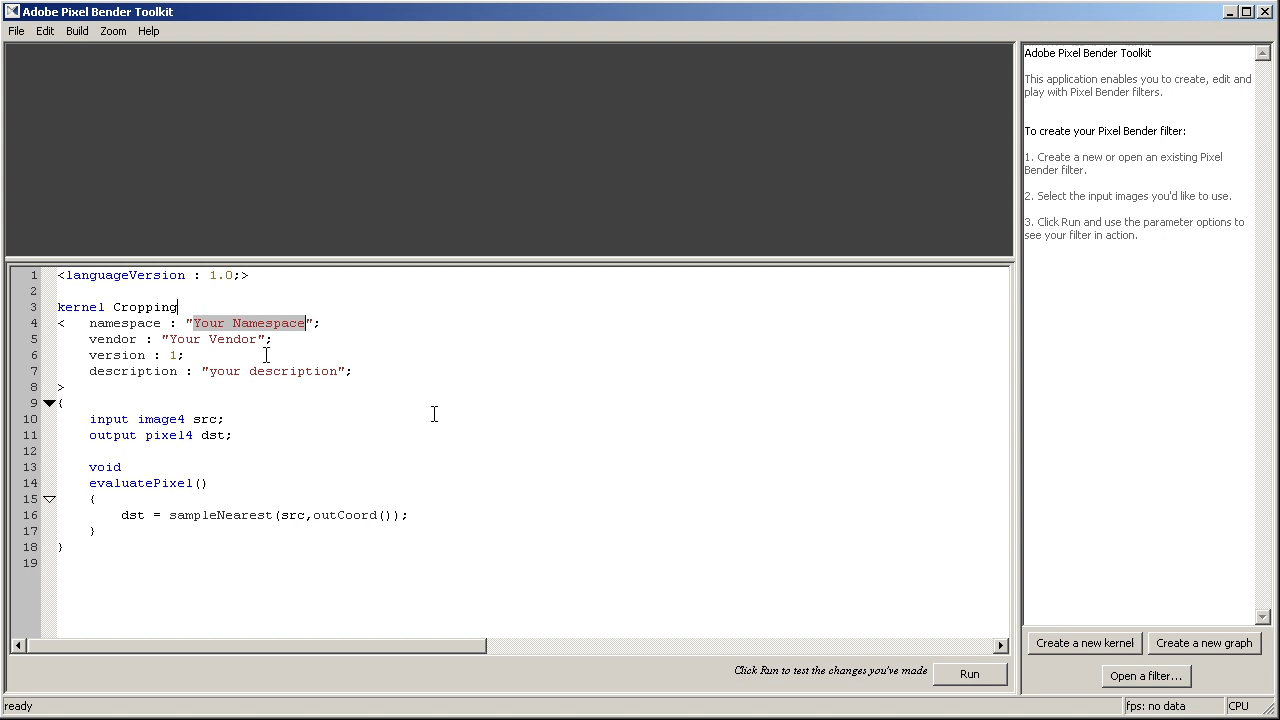 Adobe Pixel Bender Toolkit
File Edit Build Zoom Help
1 <languageVersion : 1.0;>
2
3 kernel Cropping
4 < namespace : "Your Namespace";
5 vendor : "Your Vendor";
6 version : 1;
7 description : "your description";
8 >
9 {
10 input image4 src;
11 output pixel4 dst;
12
13 void
14 evaluatePixel()
15 {
16 dst = sampleNearest(src,outCoord());
17 }
18 }
19
Click Run to test the changes you've made
Run
Adobe Pixel Bender Toolkit
This application enables you to create, edit and
play with Pixel Bender filters.
To create your Pixel Bender filter:
1. Create a new or open an existing Pixel
Bender filter.
2. Select the input images you'd like to use.
3. Click Run and use the parameter options to
see your filter in action.
Create a new kernel
Create a new graph
Open a filter...
ready
fps: no data
CPU